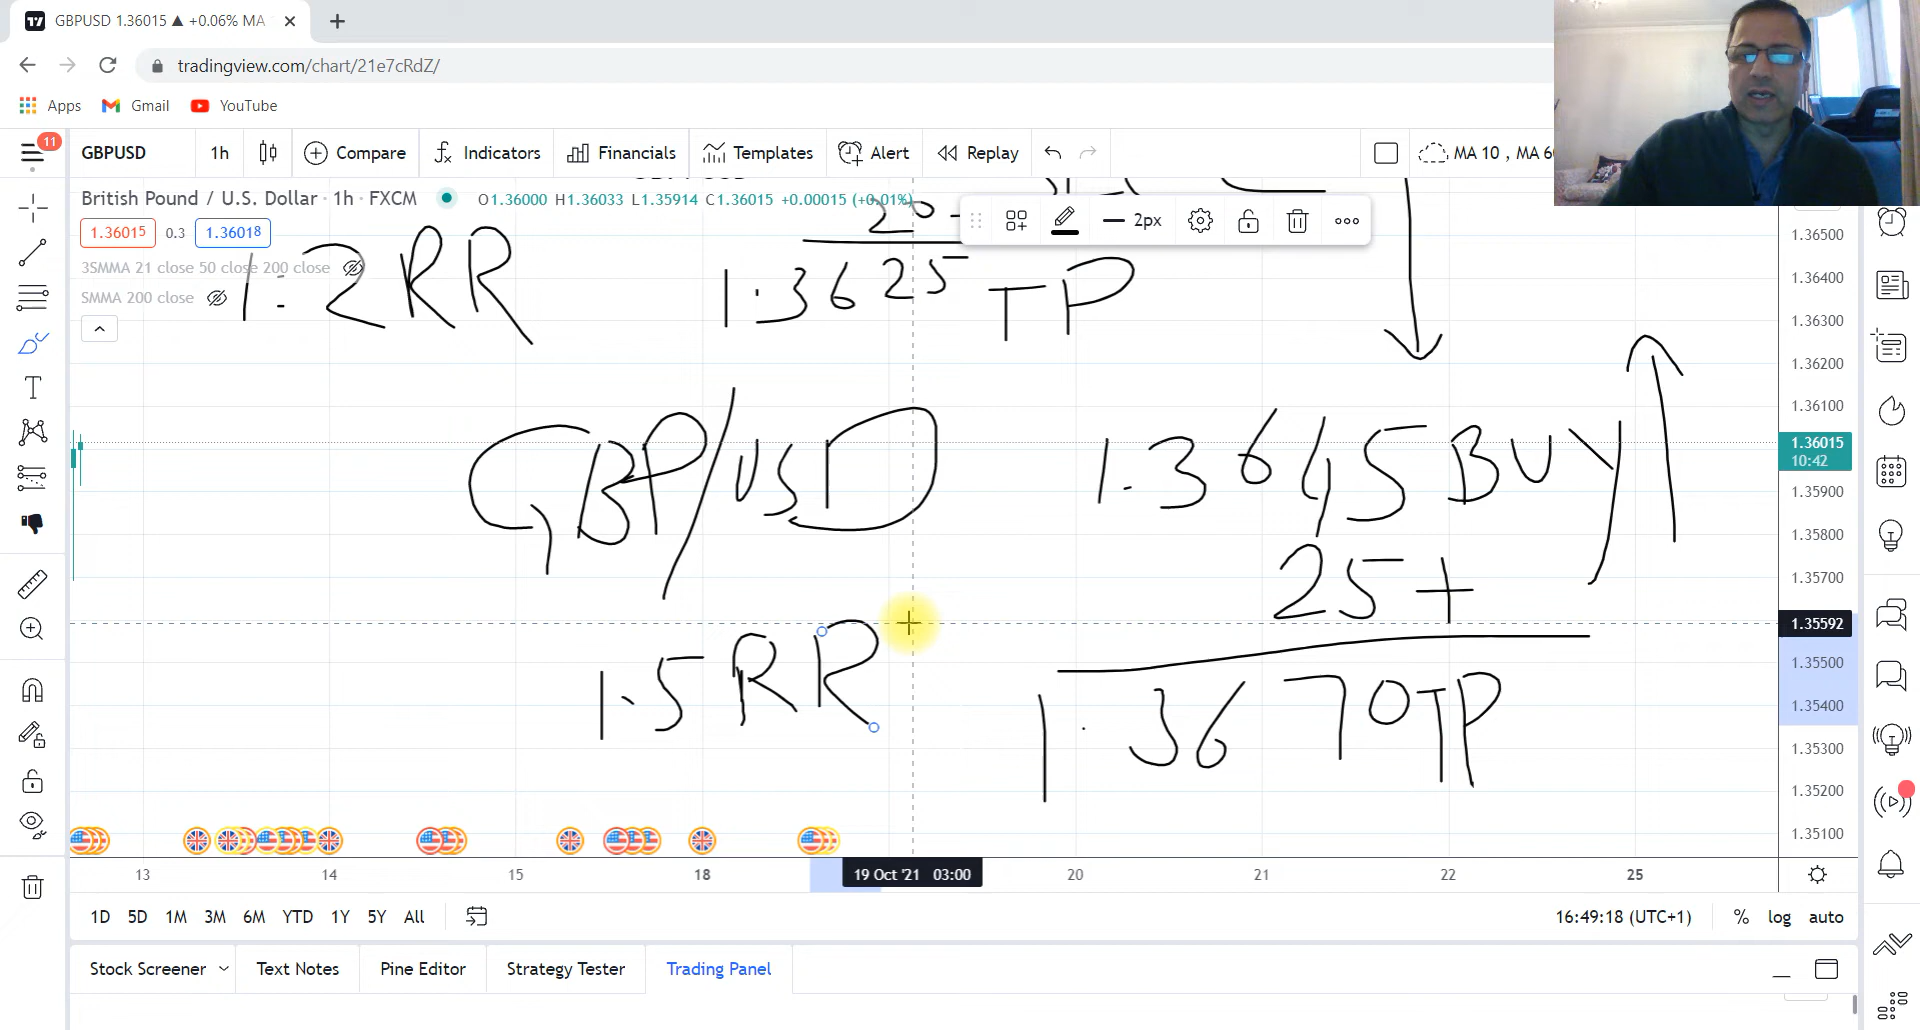 GBPUSD 1.36015 ▲ +0.06% MA
tradingview.com/chart/21e7cRdZ/
Apps Gmail YouTube
11
GBPUSD 1h Compare Indicators Financials Templates Alert Replay MA 10 , MA 60
British Pound / U.S. Dollar · 1h · FXCM O1.36000 H1.36033 L1.35914 C1.36015 +0.00015 (+0.01%)
1.36015 0.3 1.36018
3SMMA 21 close 50 close 200 close
SMMA 200 close
2px
20-
1:2RR
1.3625 TP
GBP/USD
1.3645 BUY
25+
1.5 RR
1.3670TP
1.36500
1.36400
1.36300
1.36200
1.36100
1.36015
10:42
1.35900
1.35800
1.35700
1.35592
1.35500
1.35400
1.35300
1.35200
1.35100
13 14 15 18 19 Oct '21 03:00 20 21 22 25
1D 5D 1M 3M 6M YTD 1Y 5Y All 16:49:18 (UTC+1) % log auto
Stock Screener Text Notes Pine Editor Strategy Tester Trading Panel